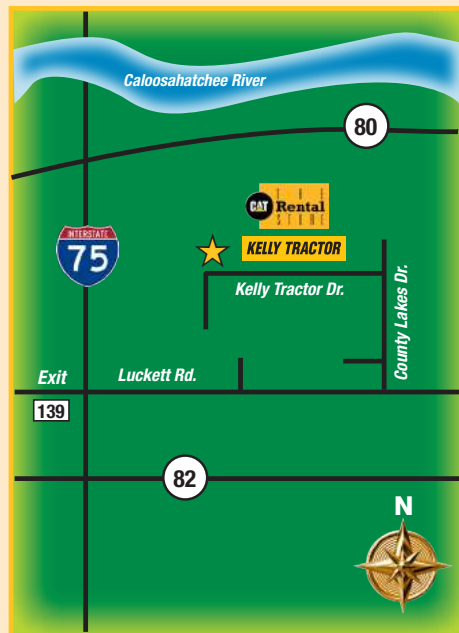 Caloosahatchee River
80
THE
CAT Rental
STORE
INTERSTATE
75
KELLY TRACTOR
Kelly Tractor Dr.
County Lakes Dr.
Exit
Luckett Rd.
139
82
N